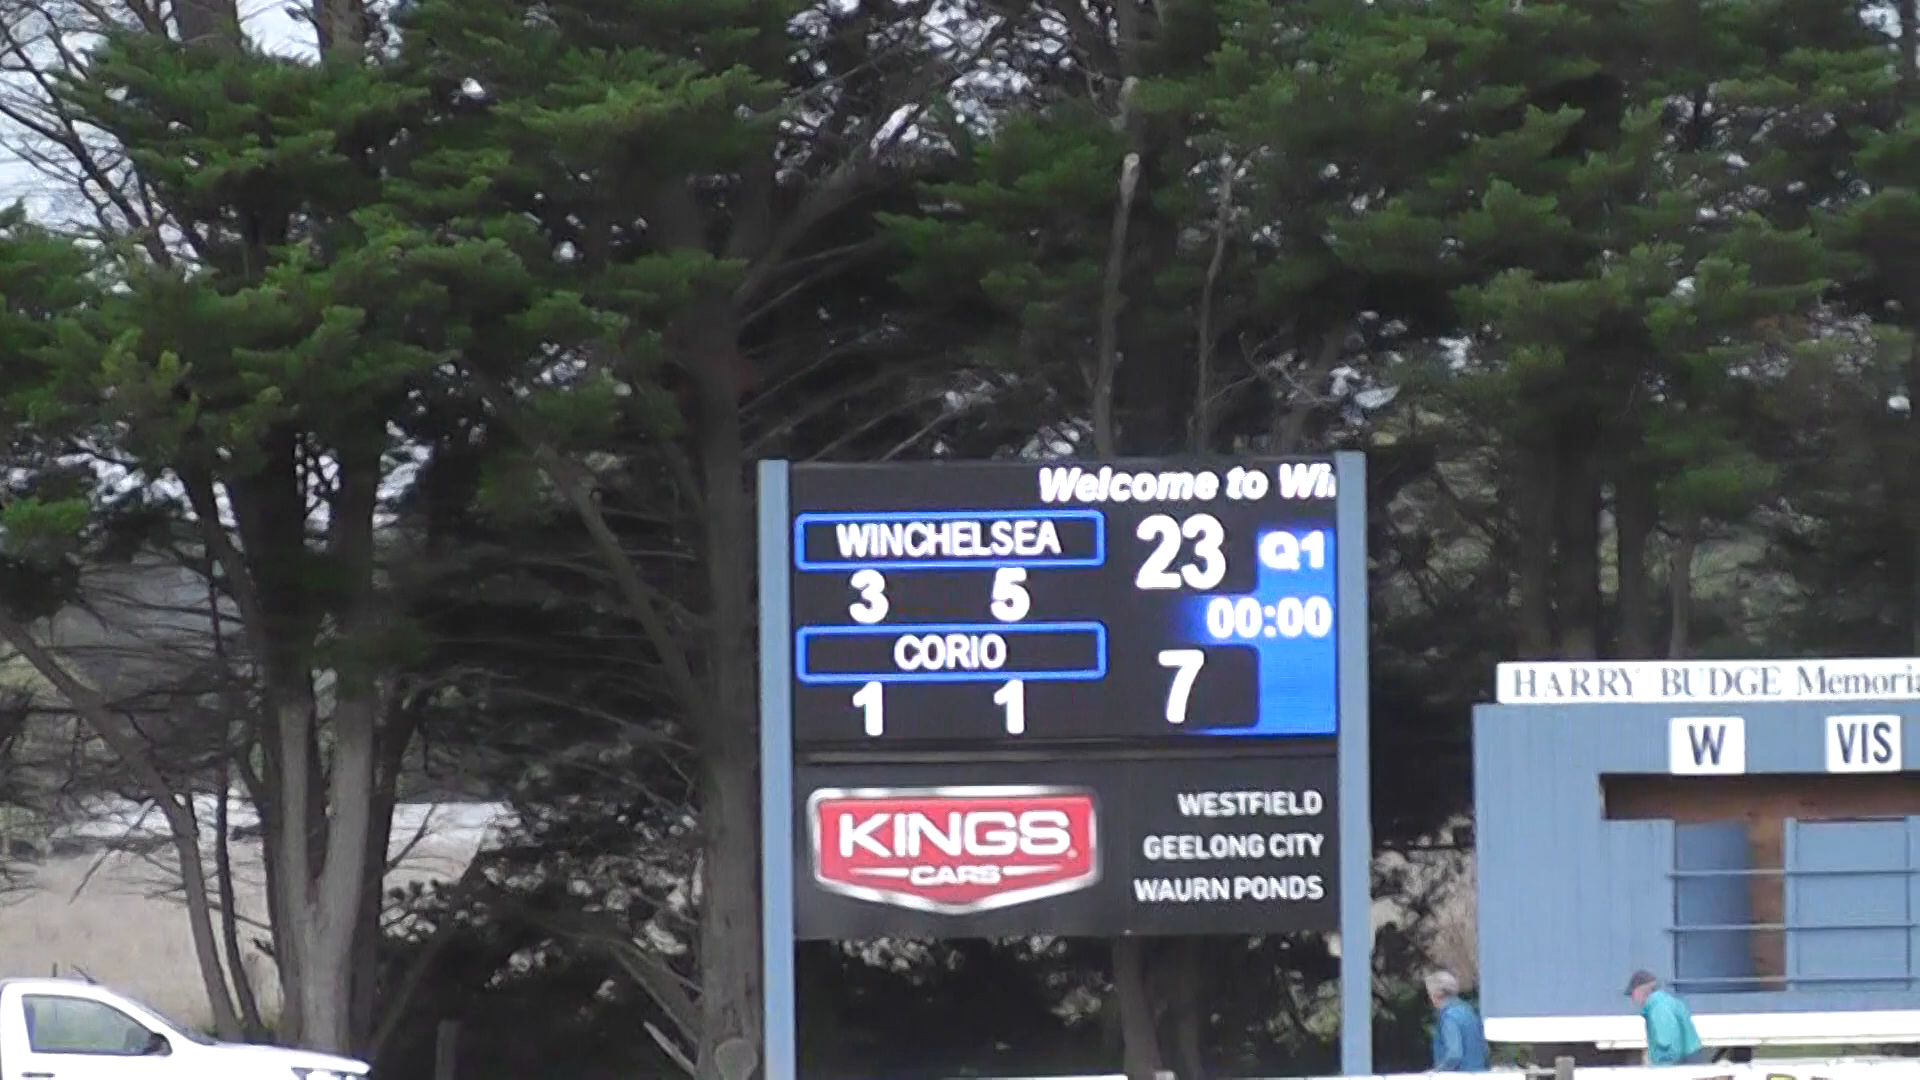 Welcome to Wi
WINCHELSEA
23
Q1
3 5
00:00
CORIO
1 1
7
KINGS
CARS
WESTFIELD
GEELONG CITY
WAURN PONDS
HARRY BUDGE Memoria
W VIS